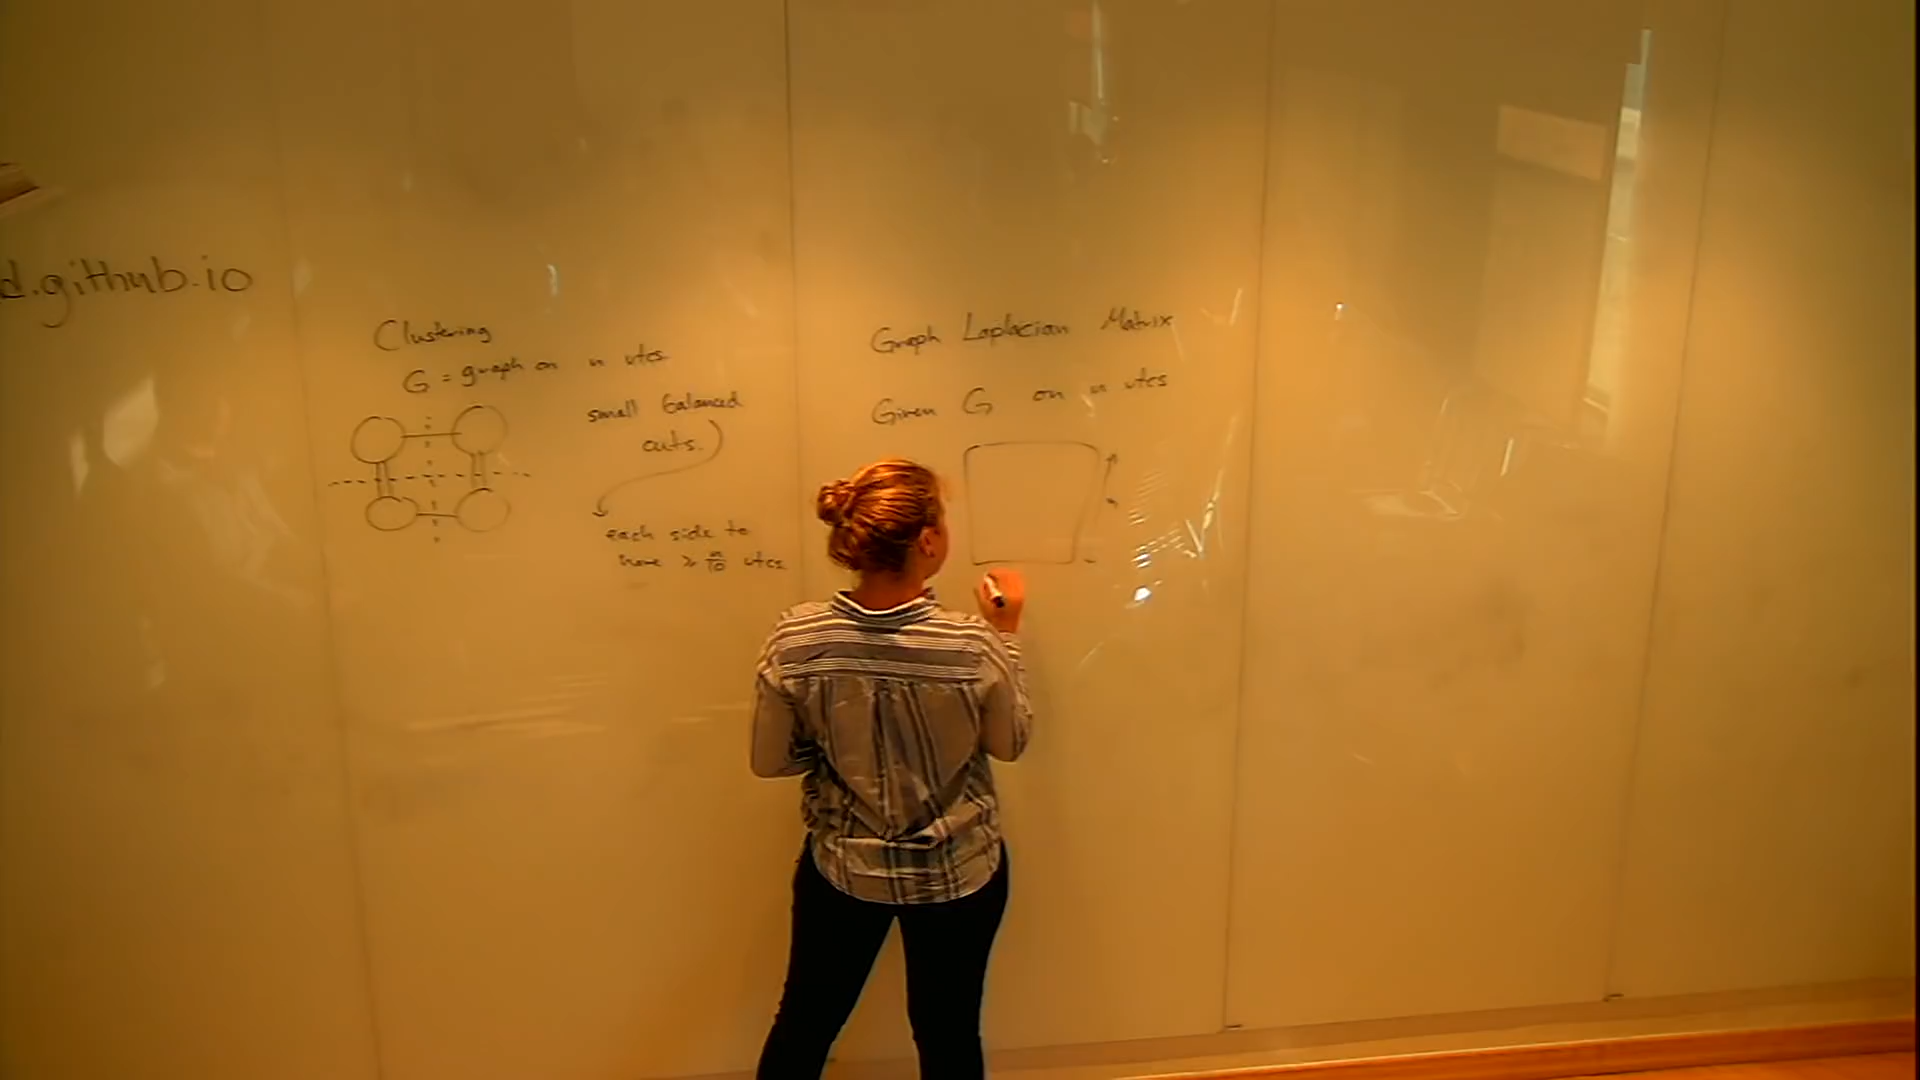 d.github.io
Clustering
G = graph on n vtcs.
small balanced
cuts.
each side to
have ≥ n/10 vtcs
Graph Laplacian Matrix
Given G on n vtcs